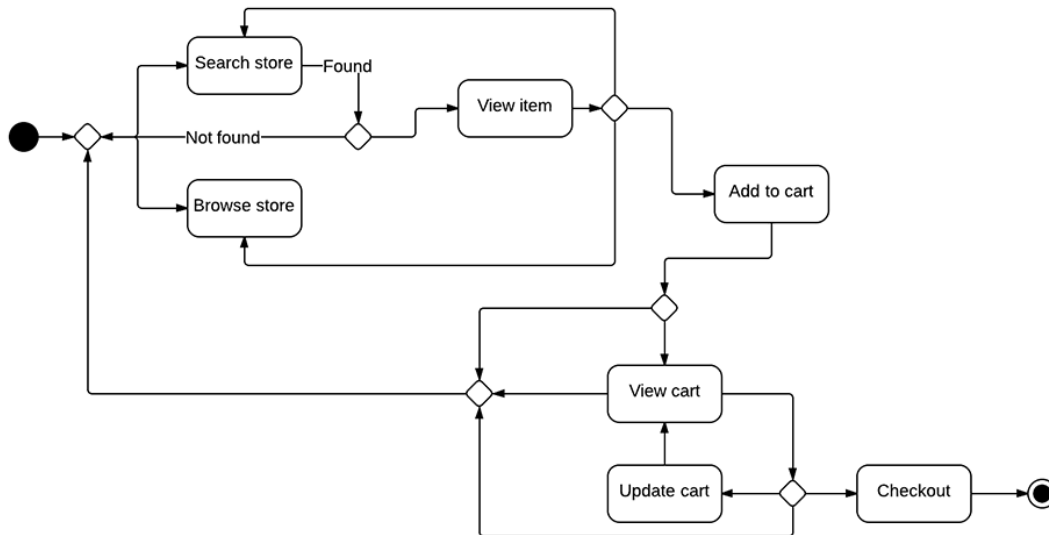 Search store
Found
View item
Not found
Browse store
Add to cart
View cart
Update cart
Checkout